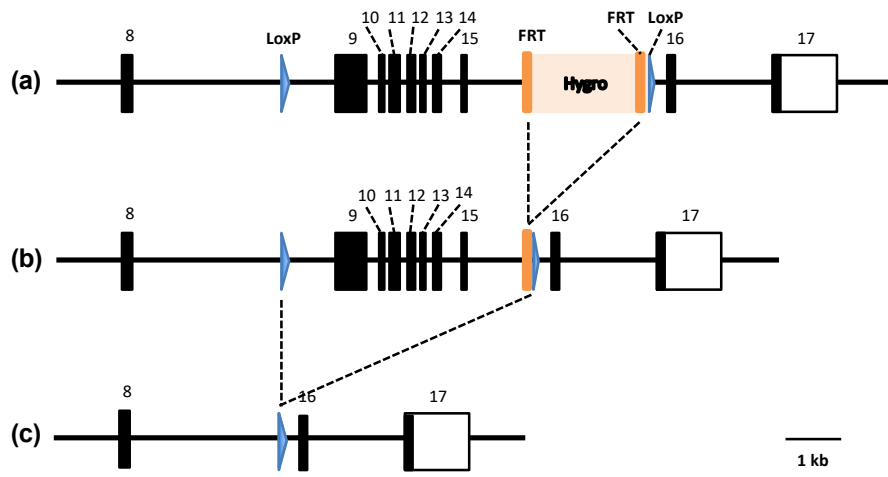 10 11 12 13 14
FRT LoxP
8 LoxP 9 15 FRT 16 17
(a) Hygro
10 11 12 13 14
8 9 15 16 17
(b)
8 16 17
(c)
1 kb